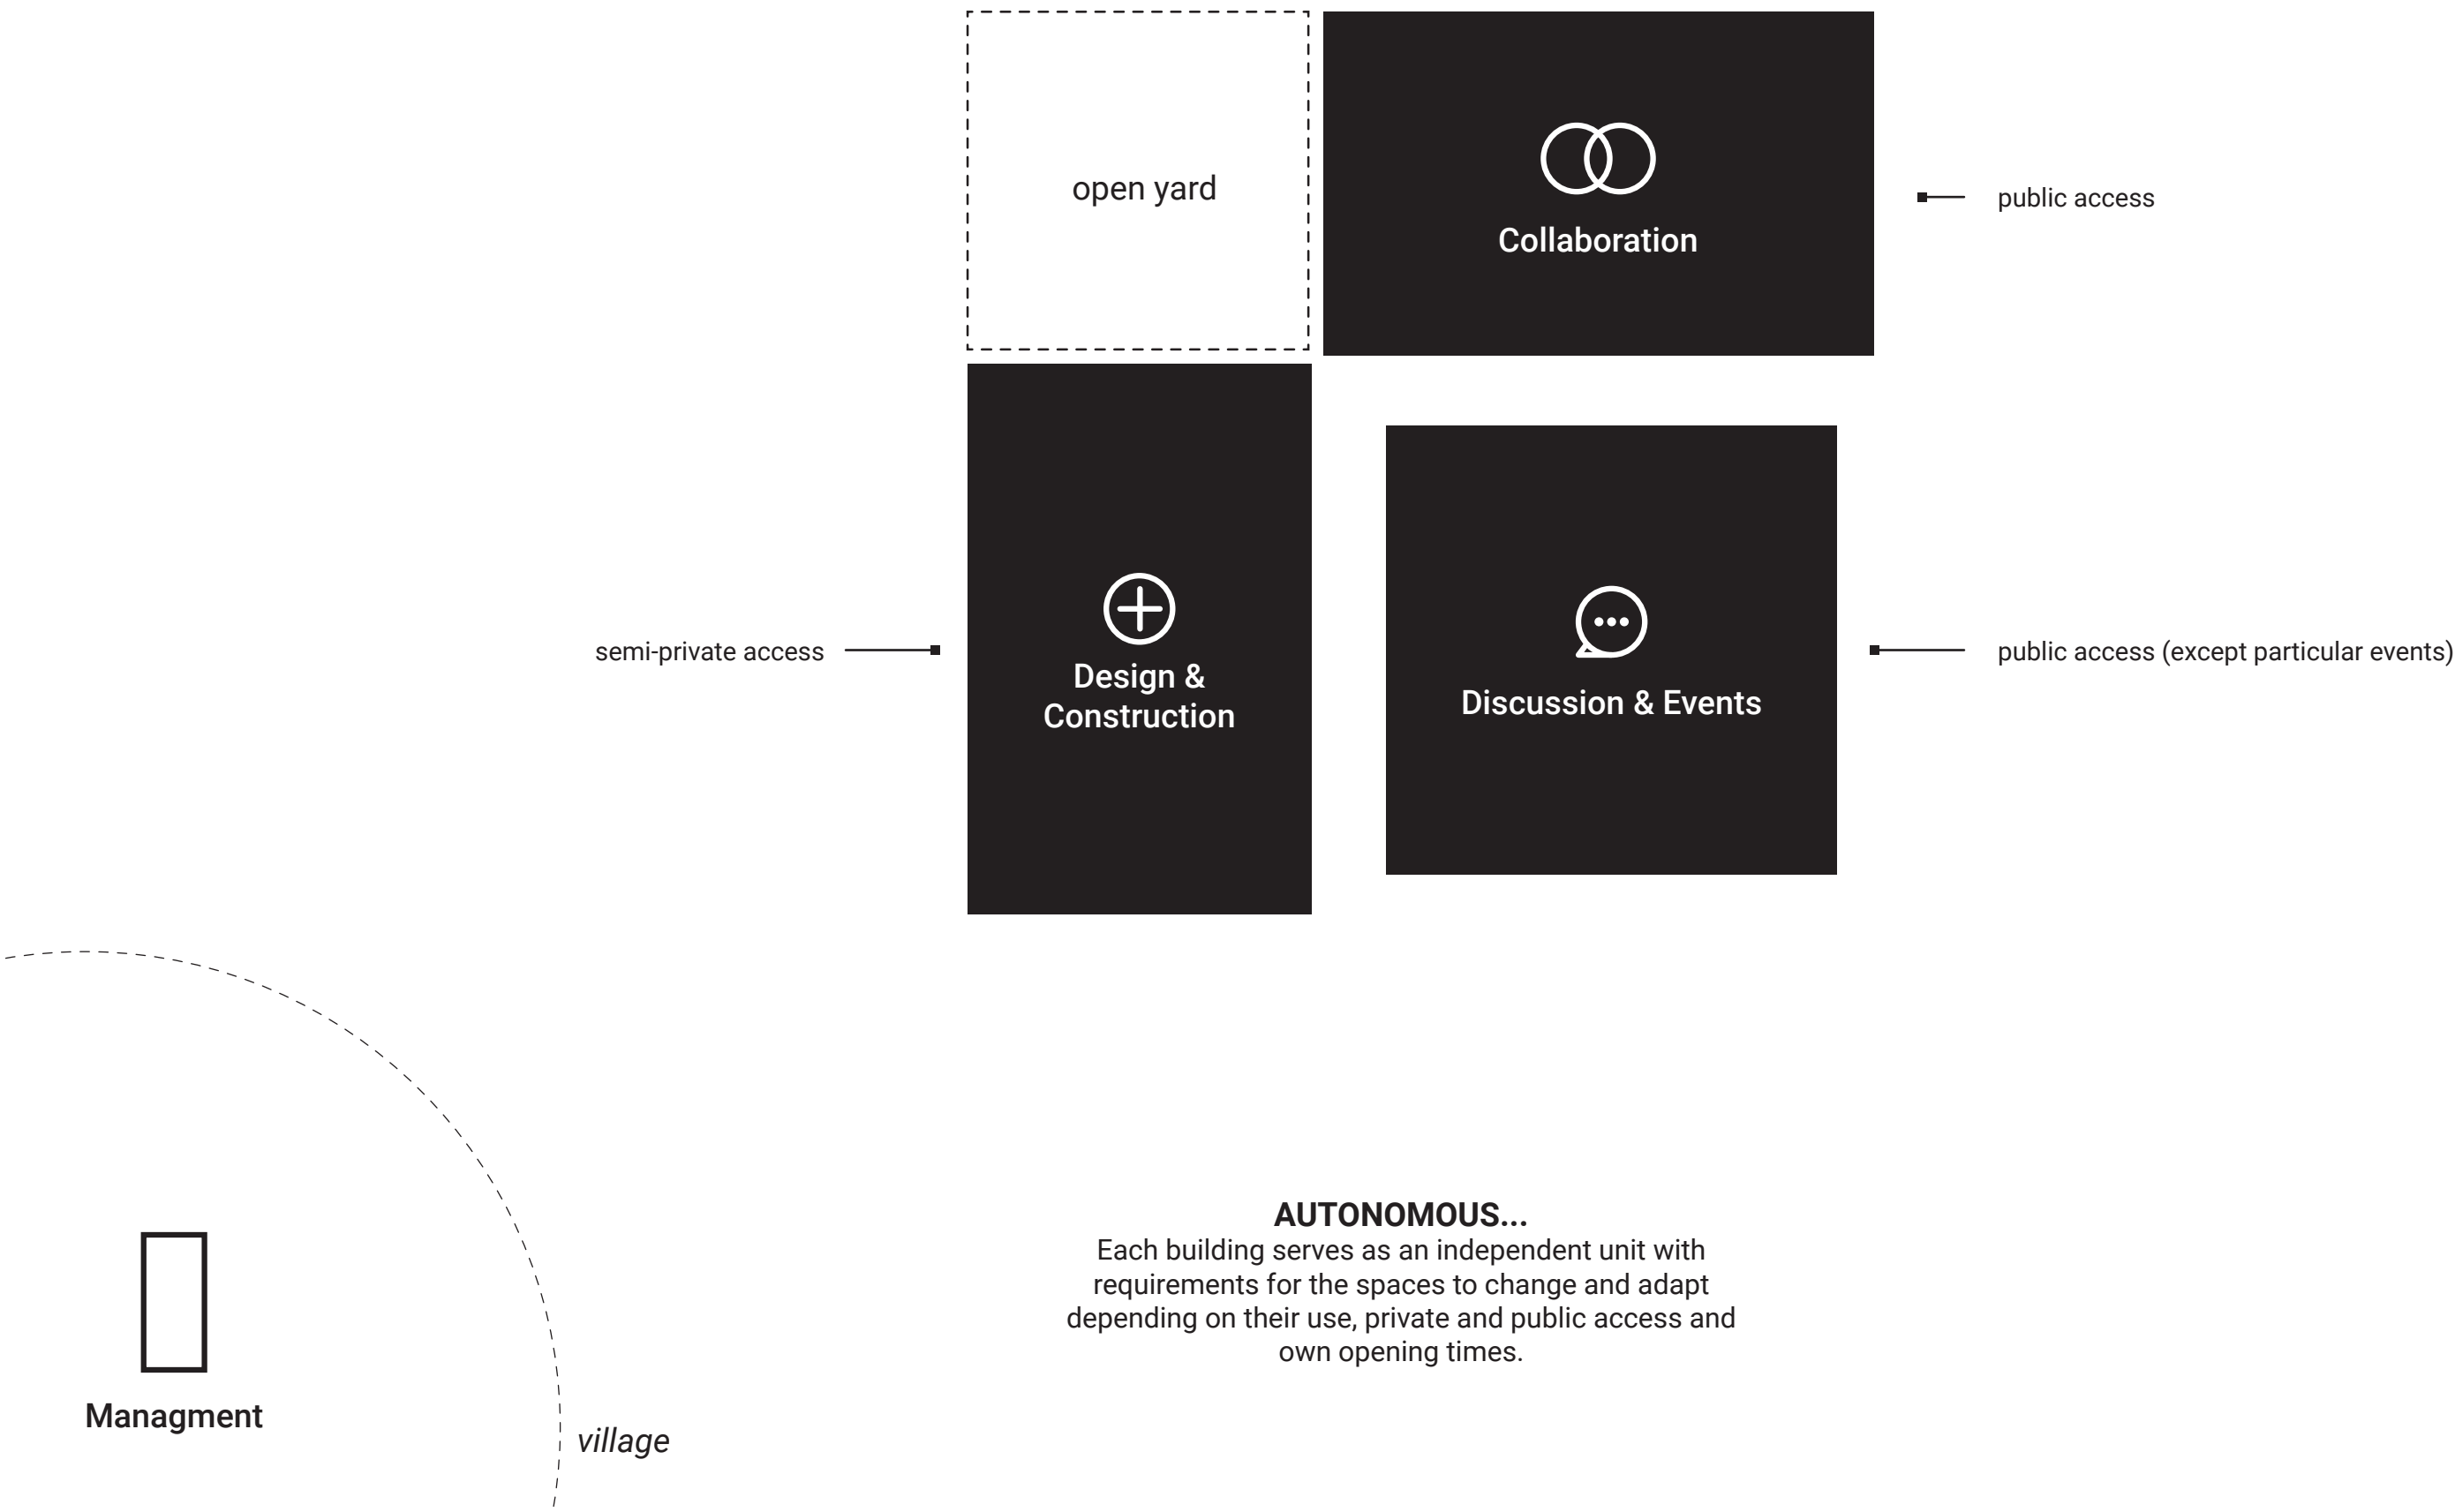 open yard
Collaboration
public access
semi-private access
Design &
Construction
Discussion & Events
public access (except particular events)
AUTONOMOUS...
Each building serves as an independent unit with
requirements for the spaces to change and adapt
depending on their use, private and public access and
own opening times.
Managment
village